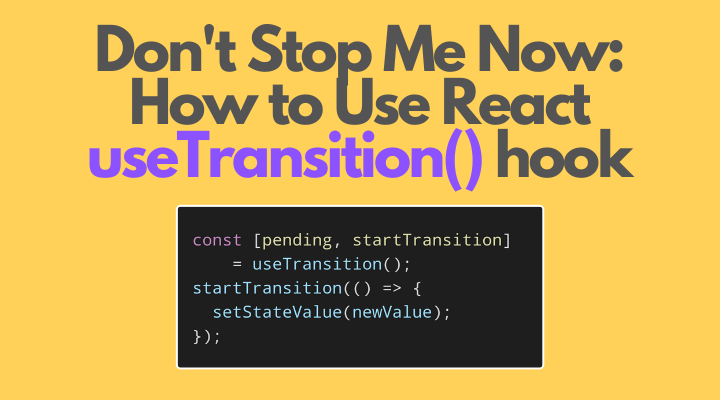 Don't Stop Me Now:
How to Use React
useTransition() hook
const [pending, startTransition]
    = useTransition();
startTransition(() => {
  setStateValue(newValue);
});